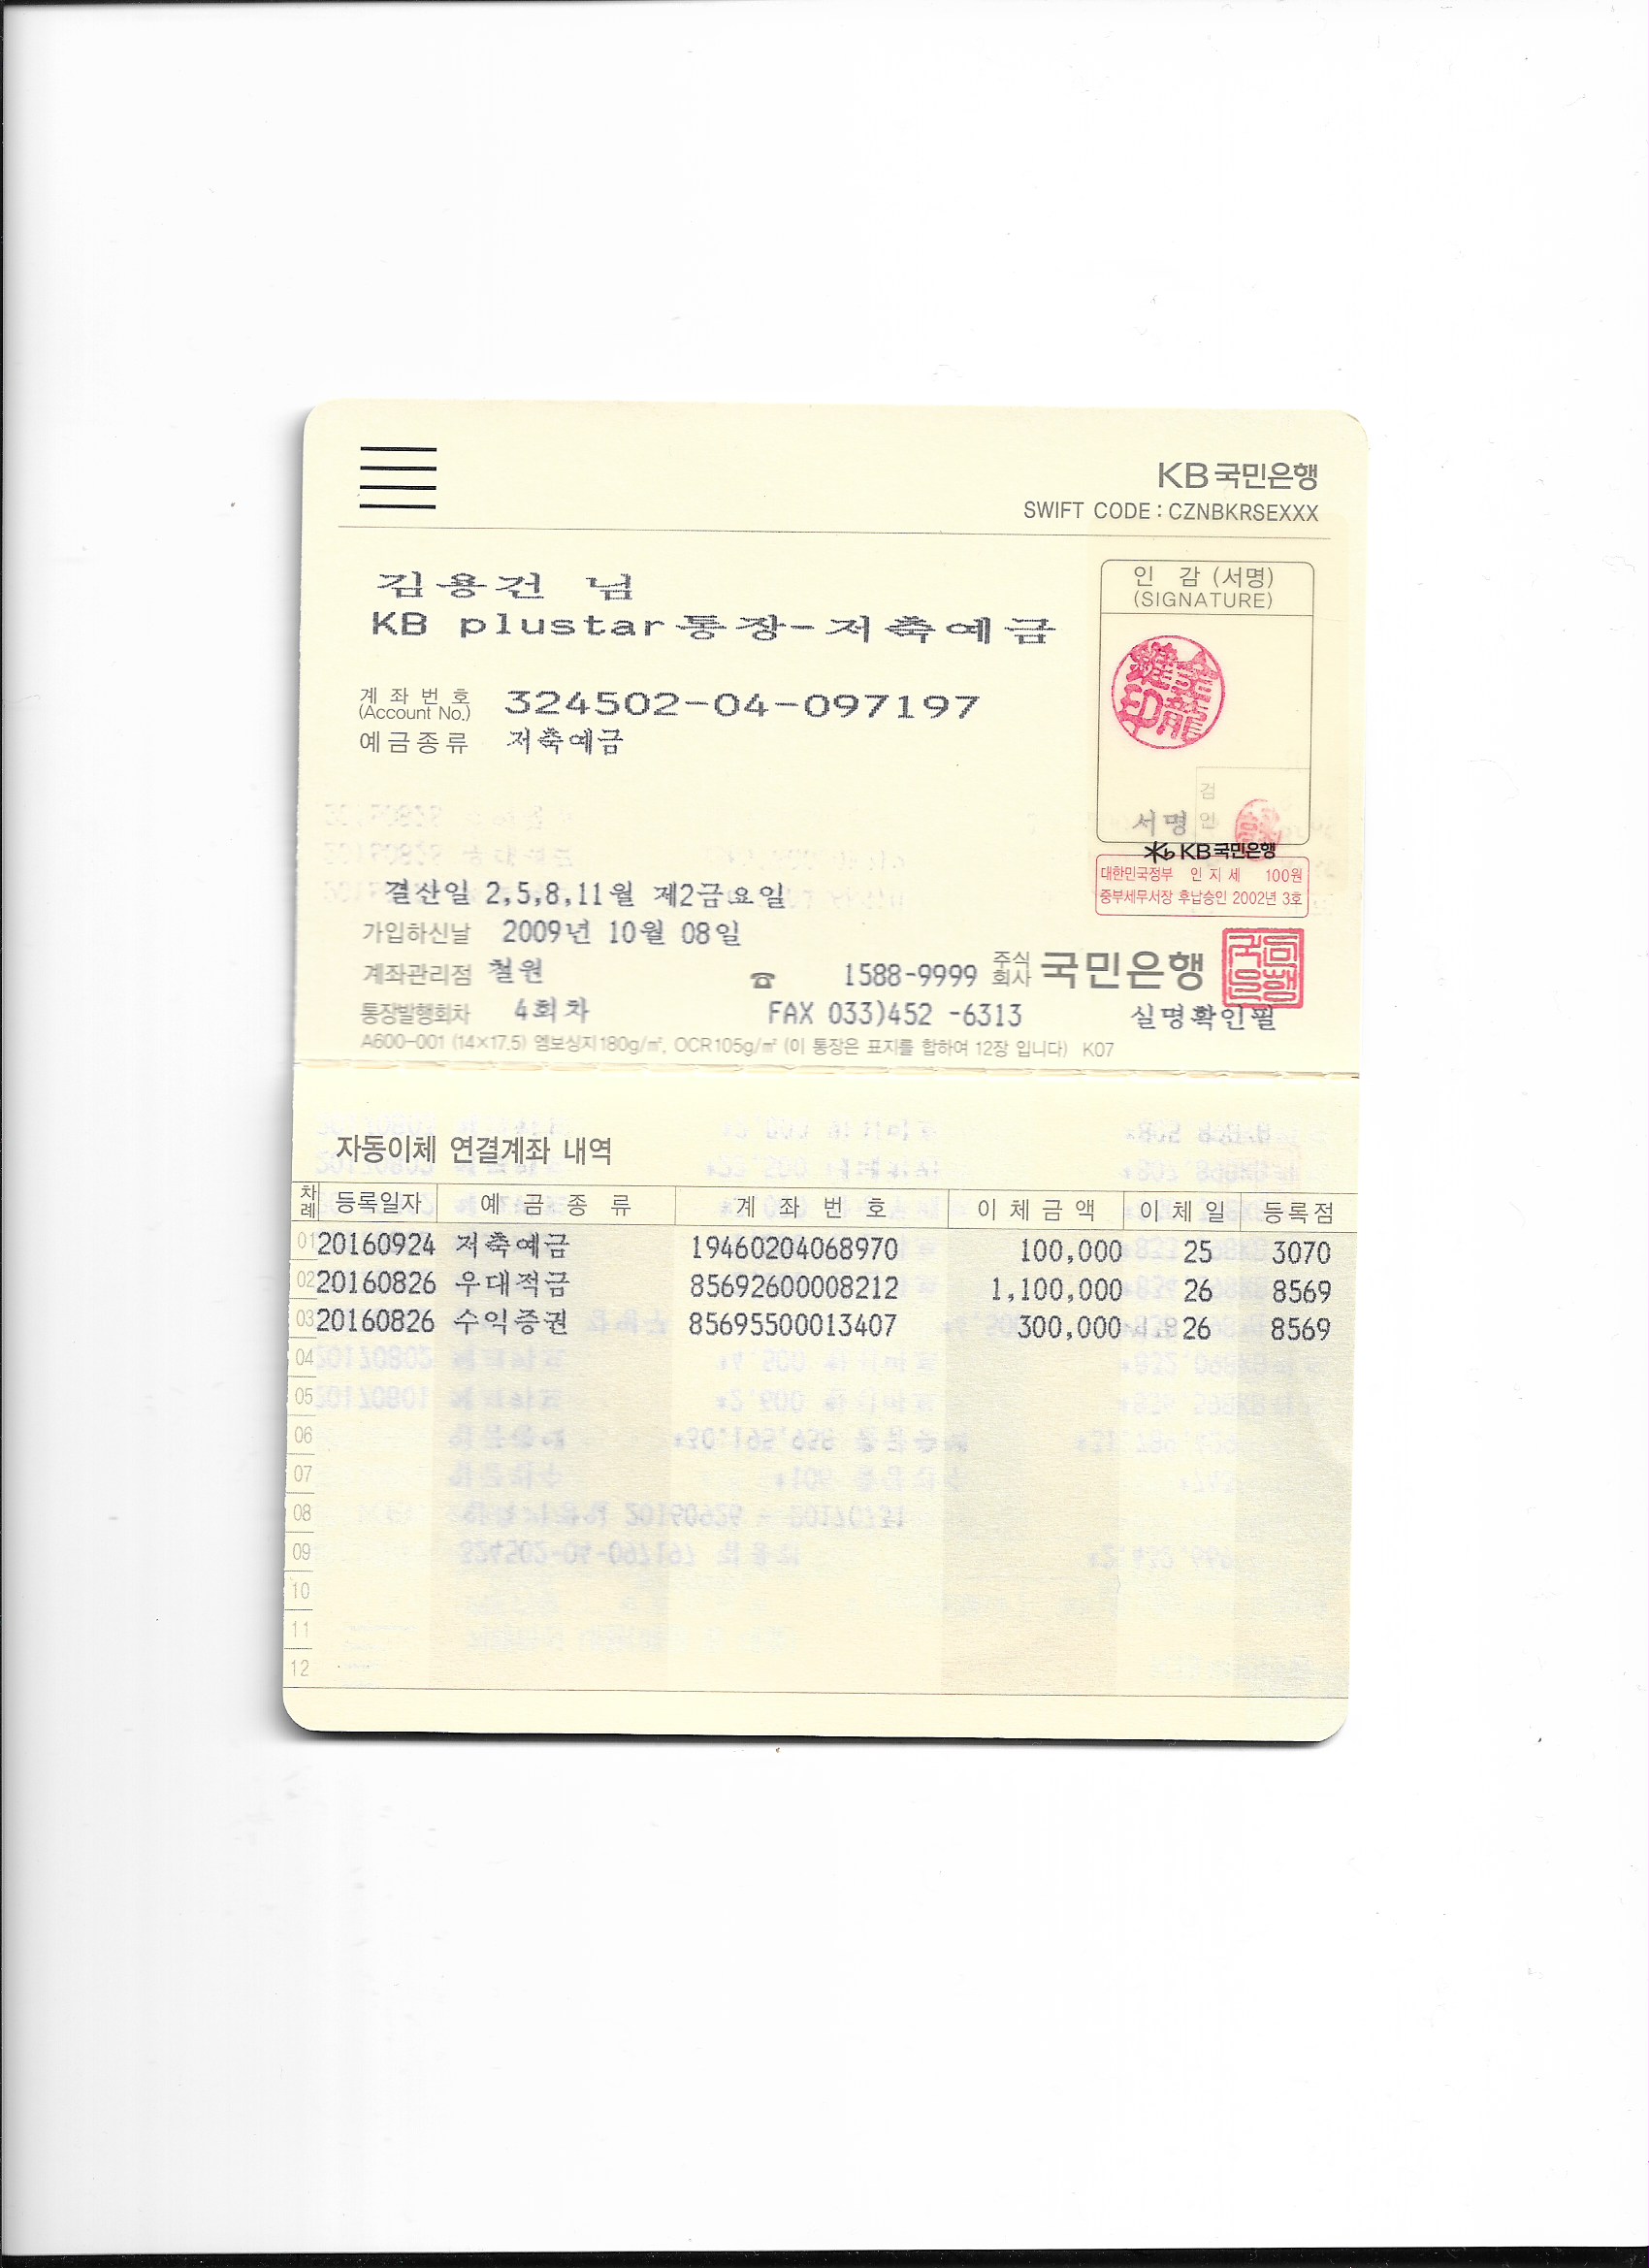 KB국민은행
SWIFT CODE : CZNBKRSEXXX
김용건 님
KB plustar통장-저축예금
인 감 (서명)
(SIGNATURE)
계좌번호 324502-04-097197
(Account No.)
예금종류 저축예금
검인
서명
KB국민은행
대한민국정부 인지세 100원
중부세무서장 후납승인 2002년 3호
결산일 2,5,8,11월 제2금요일
가입하신날 2009년 10월 08일
계좌관리점 철원 ☎ 1588-9999 주식회사 국민은행
통장발행회차 4회차 FAX 033)452 -6313 실명확인필
A600-001 (14×17.5) 엠보싱지180g/㎡, OCR105g/㎡ (이 통장은 표지를 합하여 12장 입니다) K07
자동이체 연결계좌 내역
차례 등록일자 예금종류 계좌번호 이체금액 이체일 등록점
01 20160924 저축예금 19460204068970 100,000 25 3070
02 20160826 우대적금 85692600008212 1,100,000 26 8569
03 20160826 수익증권 85695500013407 300,000 26 8569
04
05
06
07
08
09
10
11
12